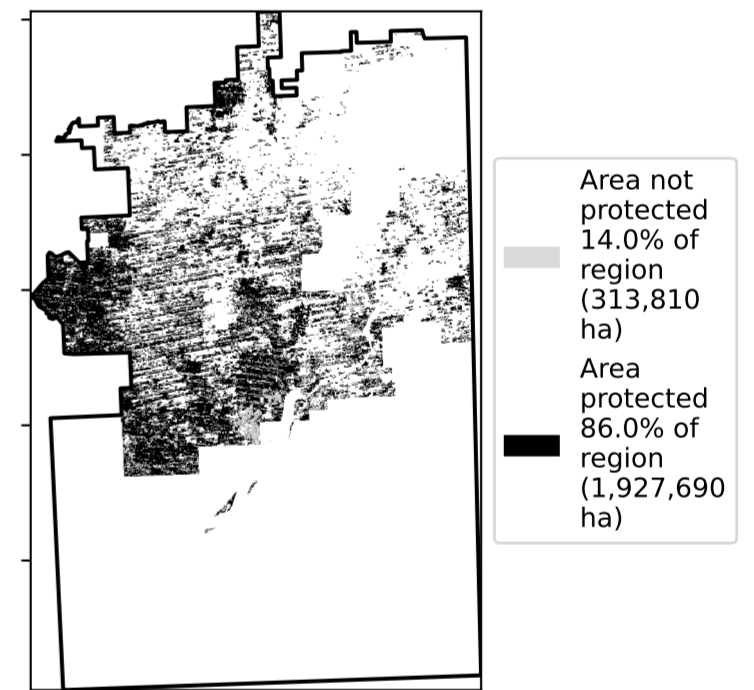 Area not
protected
14.0% of
region
(313,810
ha)
Area
protected
86.0% of
region
(1,927,690
ha)